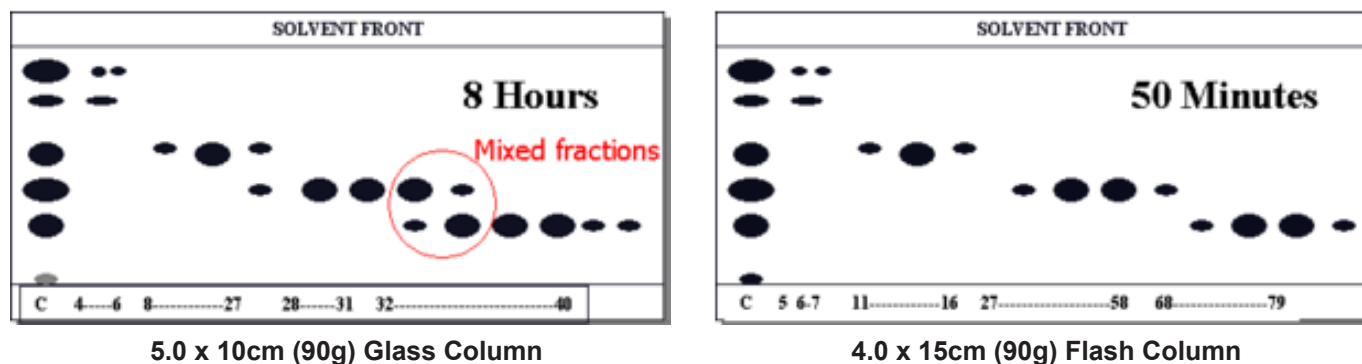 SOLVENT FRONT
8 Hours
Mixed fractions
C 4-----6 8------------27 28------31 32---------------------------40
5.0 x 10cm (90g) Glass Column
SOLVENT FRONT
50 Minutes
C 5 6-7 11------------16 27-------------------58 68----------------79
4.0 x 15cm (90g) Flash Column